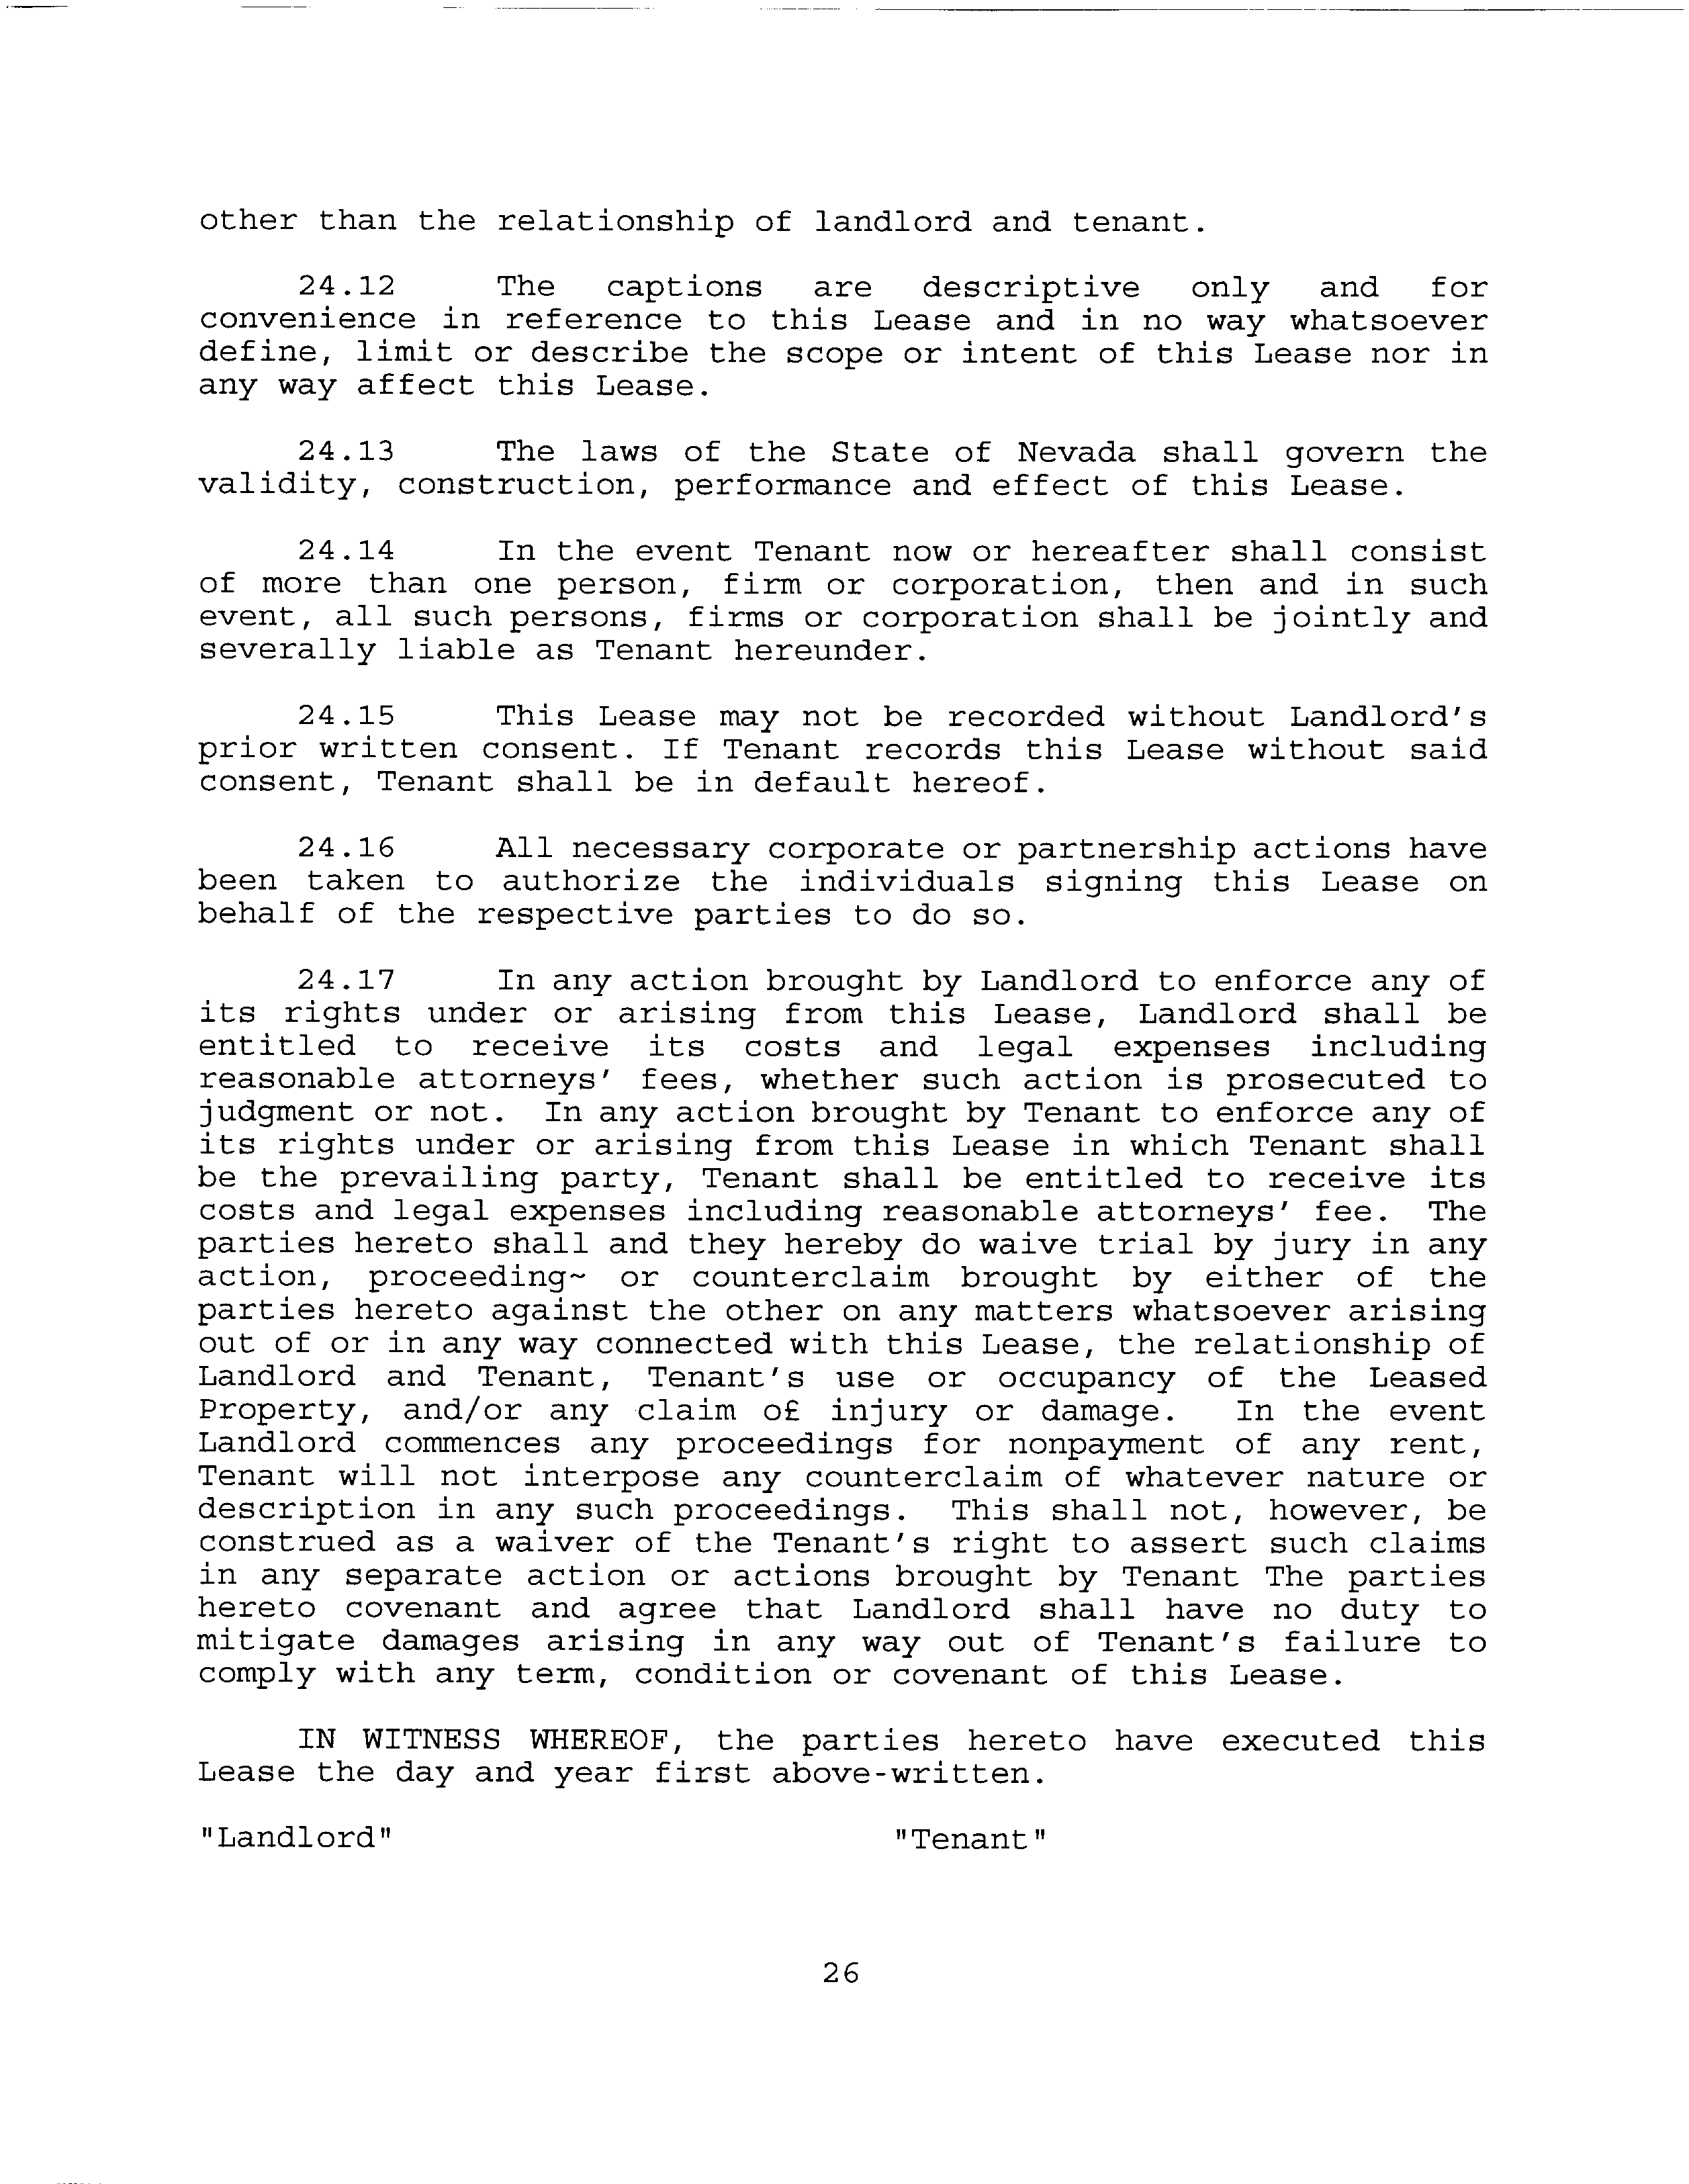 other than the relationship of landlord and tenant.
24.12 The captions are descriptive only and for
convenience in reference to this Lease and in no way whatsoever
define, limit or describe the scope or intent of this Lease nor in
any way affect this Lease.
24.13 The laws of the State of Nevada shall govern the
validity, construction, performance and effect of this Lease.
24.14 In the event Tenant now or hereafter shall consist
of more than one person, firm or corporation, then and in such
event, all such persons, firms or corporation shall be jointly and
severally liable as Tenant hereunder.
24.15 This Lease may not be recorded without Landlord's
prior written consent. If Tenant records this Lease without said
consent, Tenant shall be in default hereof.
24.16 All necessary corporate or partnership actions have
been taken to authorize the individuals signing this Lease on
behalf of the respective parties to do so.
24.17 In any action brought by Landlord to enforce any of
its rights under or arising from this Lease, Landlord shall be
entitled to receive its costs and legal expenses including
reasonable attorneys' fees, whether such action is prosecuted to
judgment or not. In any action brought by Tenant to enforce any of
its rights under or arising from this Lease in which Tenant shall
be the prevailing party, Tenant shall be entitled to receive its
costs and legal expenses including reasonable attorneys' fee. The
parties hereto shall and they hereby do waive trial by jury in any
action, proceeding~ or counterclaim brought by either of the
parties hereto against the other on any matters whatsoever arising
out of or in any way connected with this Lease, the relationship of
Landlord and Tenant, Tenant's use or occupancy of the Leased
Property, and/or any claim o£ injury or damage. In the event
Landlord commences any proceedings for nonpayment of any rent,
Tenant will not interpose any counterclaim of whatever nature or
description in any such proceedings. This shall not, however, be
construed as a waiver of the Tenant's right to assert such claims
in any separate action or actions brought by Tenant The parties
hereto covenant and agree that Landlord shall have no duty to
mitigate damages arising in any way out of Tenant's failure to
comply with any term, condition or covenant of this Lease.
IN WITNESS WHEREOF, the parties hereto have executed this
Lease the day and year first above-written.
"Landlord" "Tenant"
26